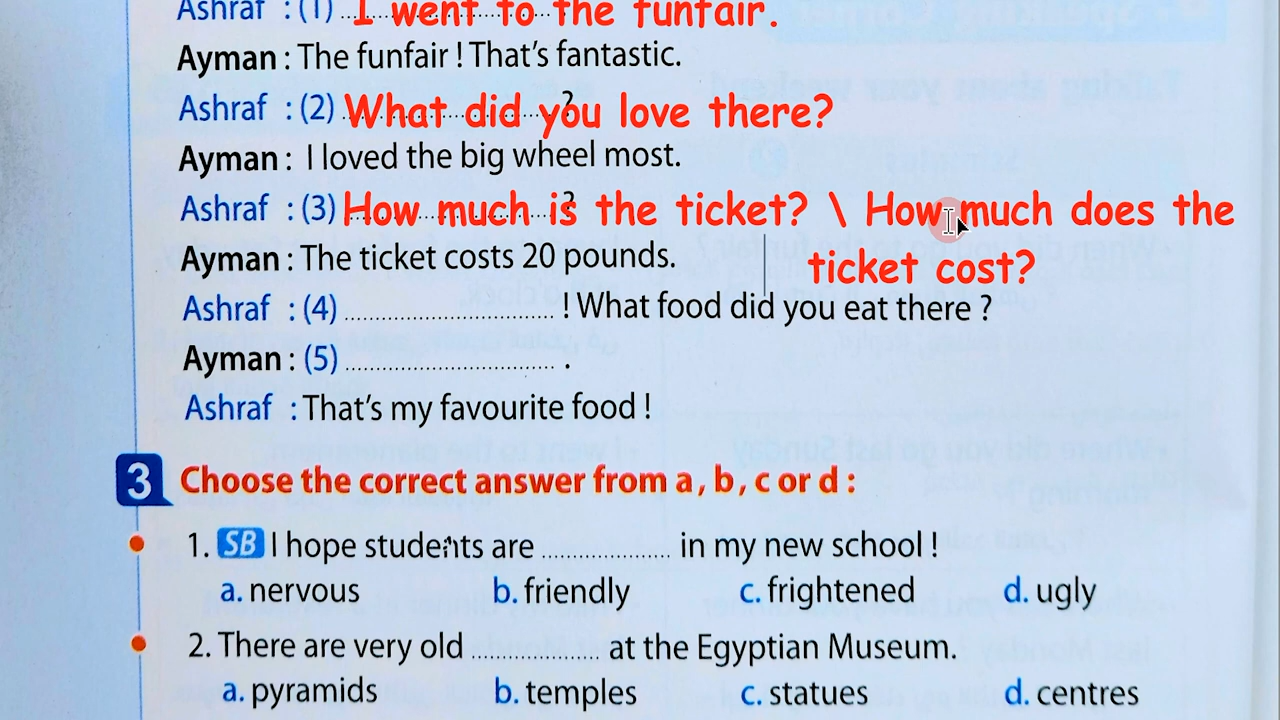 Ashraf : (1) I went to the funfair.
Ayman : The funfair ! That's fantastic.
Ashraf : (2) What did you love there? ?
Ayman : I loved the big wheel most.
Ashraf : (3) How much is the ticket? \ How much does the ?
Ayman : The ticket costs 20 pounds. ticket cost?
Ashraf : (4) .............................. ! What food did you eat there ?
Ayman : (5) .............................. .
Ashraf : That's my favourite food !
3 Choose the correct answer from a, b, c or d :
1. SB I hope students are .................. in my new school !
a. nervous b. friendly c. frightened d. ugly
2. There are very old .................. at the Egyptian Museum.
a. pyramids b. temples c. statues d. centres